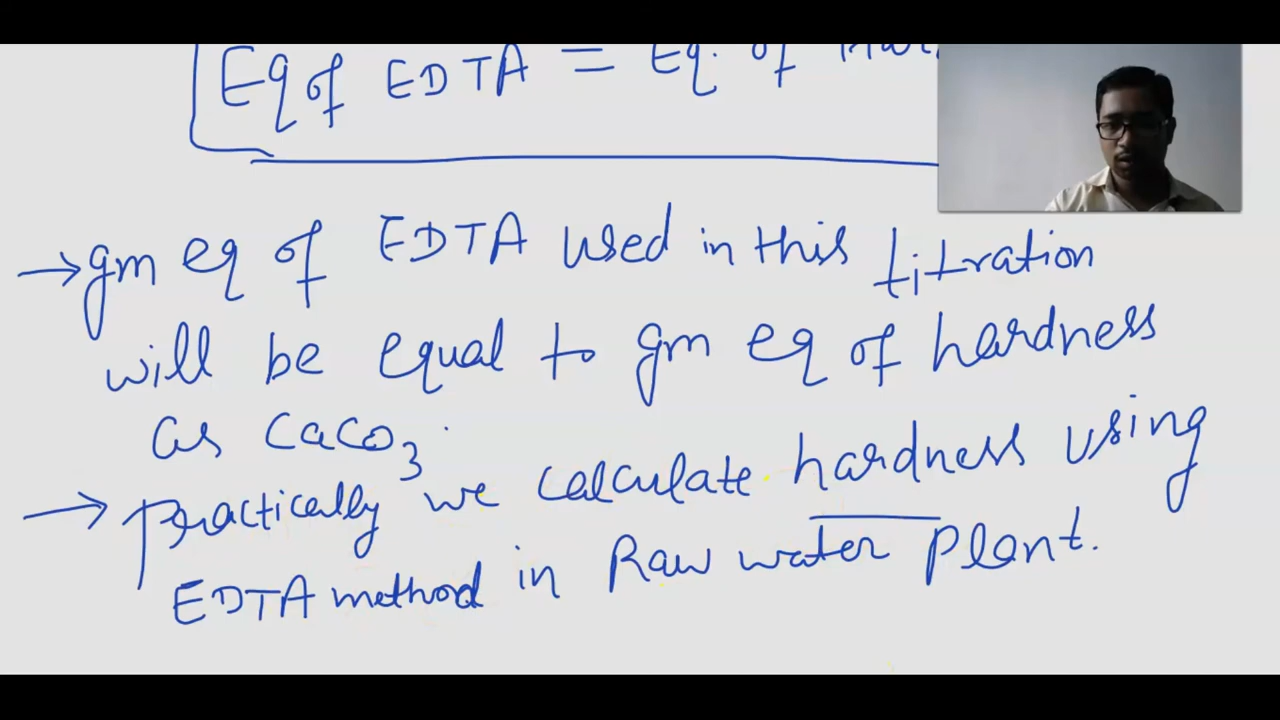 Eq of EDTA = Eq. of
→ gm eq of EDTA used in this titration
will be equal to gm eq of hardness
as CaCO3.
→ practically we calculate hardness using
EDTA method in Raw water plant.